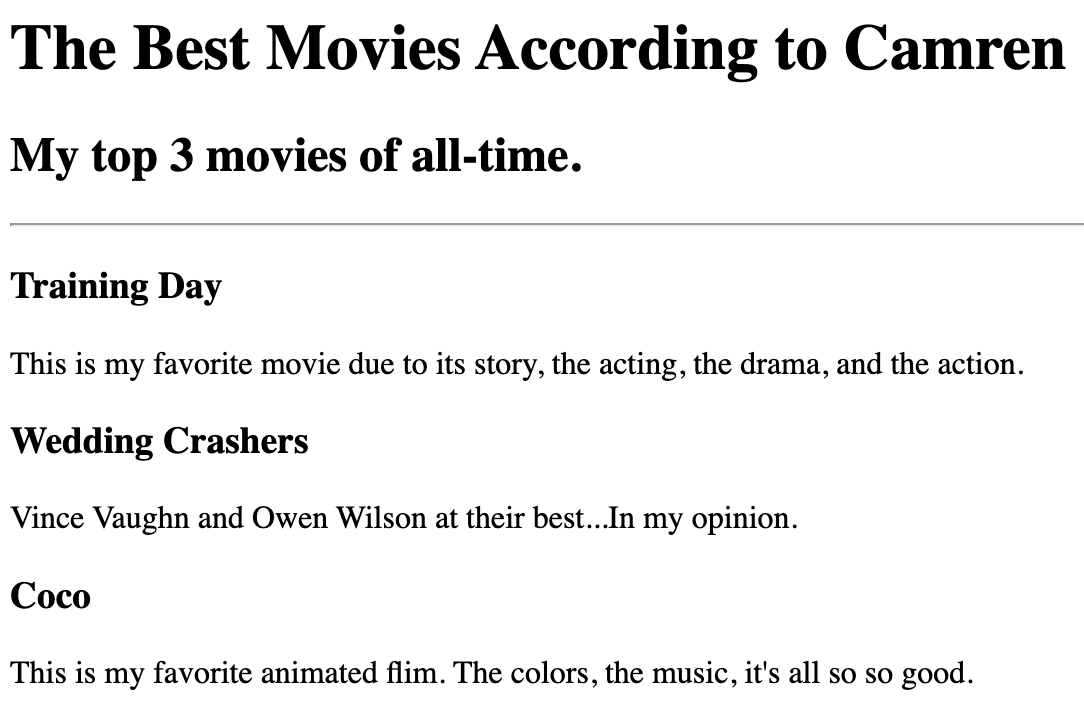 The Best Movies According to Camren
My top 3 movies of all-time.
Training Day
This is my favorite movie due to its story, the acting, the drama, and the action.
Wedding Crashers
Vince Vaughn and Owen Wilson at their best...In my opinion.
Coco
This is my favorite animated flim. The colors, the music, it's all so so good.